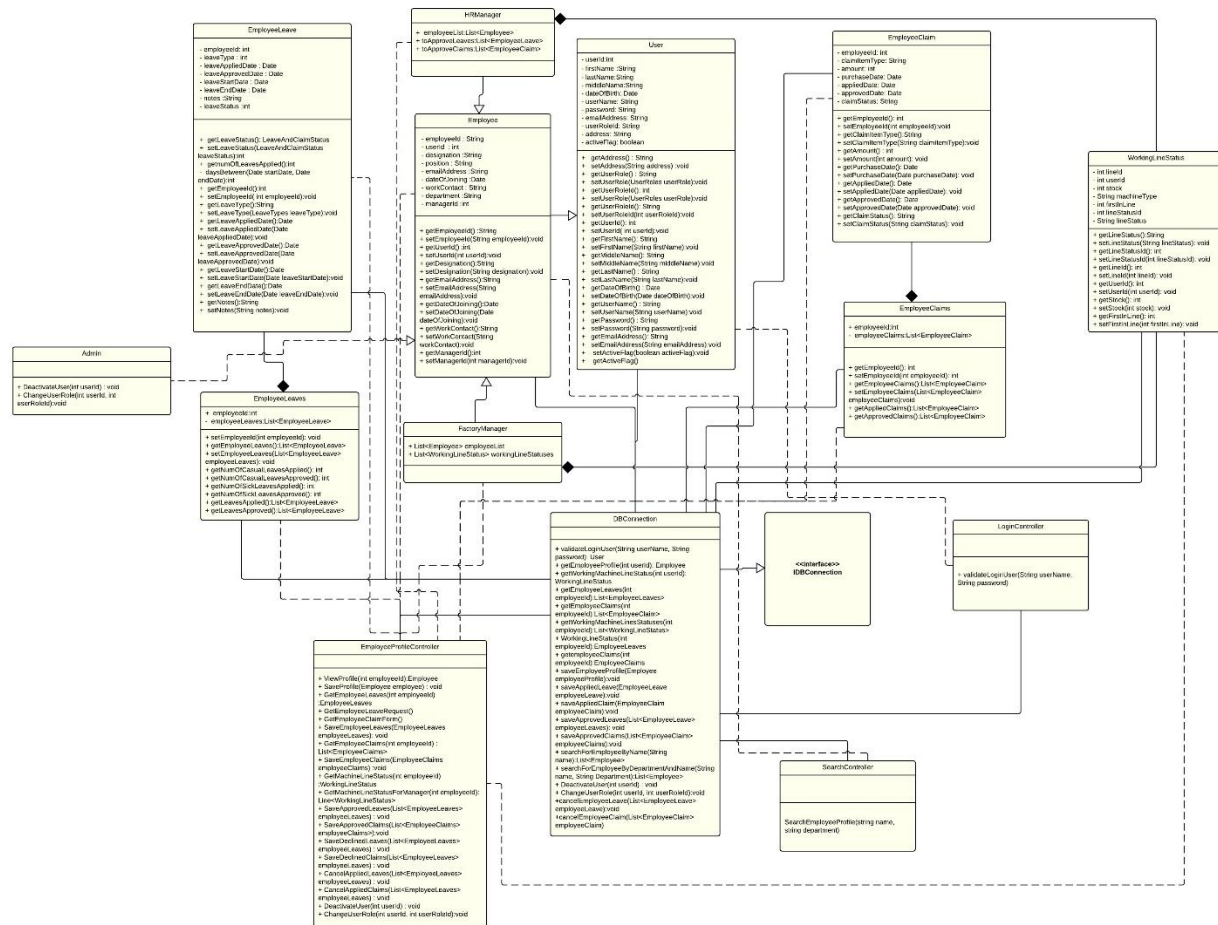 EmployeeLeave
- employeeId: int
- leaveType : int
- leaveAppliedDate : Date
- leaveApprovedDate : Date
- leaveStartDate : Date
- leaveEndDate : Date
- notes :String
- leaveStatus :int
+ getLeaveStatus(): LeaveAndClaimStatus
+ setLeaveStatus(LeaveAndClaimStatus
leaveStatus):int
+ getnumOfLeavesApplied():int
- daysBetween(Date startDate, Date
endDate):int
+ getEmployeeId():int
+ setEmployeeId( int employeeId):void
+ getLeaveType():String
+ setLeaveType(LeaveTypes leaveType):void
+ getLeaveAppliedDate():Date
+ setLeaveAppliedDate(Date
leaveAppliedDate):void
+ getLeaveApprovedDate():Date
+ setLeaveApprovedDate(Date
leaveApprovedDate):void
+ getLeaveStartDate():Date
+ setLeaveStartDate(Date leaveStartDate):void
+ getLeaveEndDate():Date
+ setLeaveEndDate(Date leaveEndDate):void
+ getNotes():String
+ setNotes(String notes):void
HRManager
+ employeeList:List<Employee>
+ toApproveLeaves:List<EmployeeLeave>
+ toApproveClaims:List<EmployeeClaim>
Employee
- employeeId : String
- userId : int
- designation :String
- position : String
- emailAddress : String
- dateOfJoining : Date
- workContact : String
- department : String
- managerId : int
+getEmployeeId() : String
+ setEmployeeId(String employeeId):void
+ getUserId() : int
+ setUserId(int userId):void
+ getDesignation():String
+ setDesignation(String designation):void
+ getEmailAddress():String
+ setEmailAddress(String
emailAddress):void
+ getDateOfJoining():Date
+ setDateOfJoining(Date
dateOfJoining):void
+ getWorkContact():String
+ setWorkContact(String
workContact):void
+ getManagerId():int
+ setManagerId(int managerId):void
User
- userId:int
- firstName :String
- lastName:String
- middleName:String
- dateOfBirth: Date
- userName: String
- password: String
- emailAddress: String
- userRoleId: String
- address: String
- activeFlag: boolean
+ getAddress() : String
+ setAddress(String address) :void
+ getUserRole() : String
+ setUserRole(UserRoles userRole):void
+ getUserRoleId(): int
+ setUserRole(UserRoles userRole):void
+ getUserRoleId(): String
+ setUserRoleId(int userRoleId):void
+ getUserId(): int
+ setUserId( int userId):void
+ getFirstName() : String
+ setFirstName(String firstName):void
+ getMiddleName(): String
+ setMiddleName(String middleName):void
+ getLastName() : String
+ setLastName(String lastName):void
+ getDateOfBirth() : Date
+ setDateOfBirth(Date dateOfBirth):void
+ getUserName() : String
+ setUserName(String userName):void
+ getPassword() : String
+ setPassword(String password):void
+ getEmailAddress(): String
+ setEmailAddress(String emailAddress):void
+ setActiveFlag(boolean activeFlag):void
+ getActiveFlag()
EmployeeClaim
- employeeId: int
- claimItemType: String
- amount: int
- purchaseDate: Date
- appliedDate: Date
- approvedDate: Date
- claimStatus: String
+ getEmployeeId(): int
+ setEmployeeId(int employeeId):void
+ getClaimItemType():String
+ setClaimItemType(String claimitemType):void
+ getAmount() : int
+ setAmount(int amount): void
+ getPurchaseDate() : Date
+ setPurchaseDate(Date purchaseDate): void
+ getAppliedDate(): Date
+ setAppliedDate(Date appliedDate): void
+ getApprovedDate() : Date
+ setApprovedDate(Date approvedDate): void
+ getClaimStatus(): String
+ setClaimStatus(String claimStatus): void
WorkingLineStatus
- int lineId
- int userId
- int stock
- String machineType
- int firstInLine
- int lineStatusId
- String lineStatus
+ getLineStatus():String
+ setLineStatus(String lineStatus): void
+ getLineStatusId(): int
+ setLineStatusId(int lineStatusId): void
+ getLineId(): int
+ setLineId(int lineId): void
+ getUserId(): int
+ setUserId(int userId): void
+ getStock(): int
+ setStock(int stock): void
+ getFirstInLine(): int
+ setFirstInLine(int firstInLine): void
Admin
+ DeactivateUser(int userId) : void
+ ChangeUserRole(int userId, int
userRoleId):void
EmployeeLeaves
+ employeeId:int
- employeeLeaves:List<EmployeeLeave>
+ setEmployeeId(int employeeId): void
+ getEmployeeLeaves():List<EmployeeLeave>
+ setEmployeeLeaves(List<EmployeeLeave>
employeeLeaves): void
+ getNumOfCasualLeavesApplied(): int
+ getNumOfCasualLeavesApproved(): int
+ getNumOfSickLeavesApplied(): int
+ getNumOfSickLeavesApproved(): int
+ getLeavesApplied():List<EmployeeLeave>
+ getLeavesApproved():List<EmployeeLeave>
FactoryManager
+ List<Employee> employeeList
+ List<WorkingLineStatus> workingLineStatuses
EmployeeClaims
+ employeeId:int
- employeeClaims:List<EmployeeClaim>
+ getEmployeeId(): int
+ setEmployeeId(int employeeId): int
+ getEmployeeClaims():List<EmployeeClaim>
+ setEmployeeClaims(List<EmployeeClaim>
employeeClaims):void
+ getAppliedClaims():List<EmployeeClaim>
+ getApprovedClaims():List<EmployeeClaim>
DBConnection
+ validateLoginUser(String userName, String
password): User
+ getEmployeeProfile(int userId): Employee
+ getWorkingMachineLineStatus(int userId):
WorkingLineStatus
+ getEmployeeLeaves(int
employeeId):List<EmployeeLeaves>
+ getEmployeeClaims(int
employeeId):List<EmployeeClaim>
+ getWorkingMachineLinesStatuses(int
employeeId):List<WorkingLineStatus>
+ WorkingLineStatus(int
employeeId):EmployeeLeaves
+ getemployeeClaims(int
employeeId):EmployeeClaims
+ saveEmployeeProfile(Employee
employeeProfile):void
+ saveAppliedLeave(EmployeeLeave
employeeLeave):void
+ saveAppliedClaim(EmployeeClaim
employeeClaim):void
+ saveApprovedLeaves(List<EmployeeLeave>
employeeLeaves): void
+ saveApprovedClaims(List<EmployeeClaim>
employeeClaims):void
+ searchForEmployeeByName(String
name):List<Employee>
+ searchForEmployeeByDepartmentAndName(String
name, String Department):List<Employee>
+ DeactivateUser(int userId) : void
+ ChangeUserRole(int userId, int userRoleId):void
+cancelEmployeeLeave(List<EmployeeLeave>
employeeLeave):void
+cancelEmployeeClaim(List<EmployeeClaim>
employeeClaim)
<<interface>>
IDBConnection
LoginController
+ validateLoginUser(String userName,
String password)
EmployeeProfileController
+ ViewProfile(int employeeId):Employee
+ SaveProfile(Employee employee) : void
+ GetEmployeeLeaves(int employeeId)
:EmployeeLeaves
+ GetEmployeeLeaveRequest()
+ GetEmployeeClaimForm()
+ SaveEmployeeLeaves(EmployeeLeaves
employeeLeaves): void
+ GetEmployeeClaims(int employeeId) :
List<EmployeeClaims>
+ SaveEmployeeClaims(EmployeeClaims
employeeClaims) : void
+ GetMachineLineStatus(int employeeId)
:WorkingLineStatus
+ GetMachineLineStatusForManager(int employeeId):
Line<WorkingLineStatus>
+ SaveApprovedLeaves(List<EmployeeLeaves>
employeeLeaves) : void
+ SaveApprovedClaims(List<EmployeeClaims>
employeeClaims>):void
+ SaveDeclinedLeaves(List<EmployeeLeaves>
employeeLeaves) : void
+ SaveDeclinedClaims(List<EmployeeLeaves>
employeeLeaves) : void
+ CancelAppliedLeaves(List<EmployeeLeaves>
employeeLeaves) : void
+ CancelAppliedClaims(List<EmployeeLeaves>
employeeLeaves) : void
+ DeactivateUser(int userId) : void
+ ChangeUserRole(int userId, int userRoleId):void
SearchController
SearchEmployeeProfile(string name,
string department)